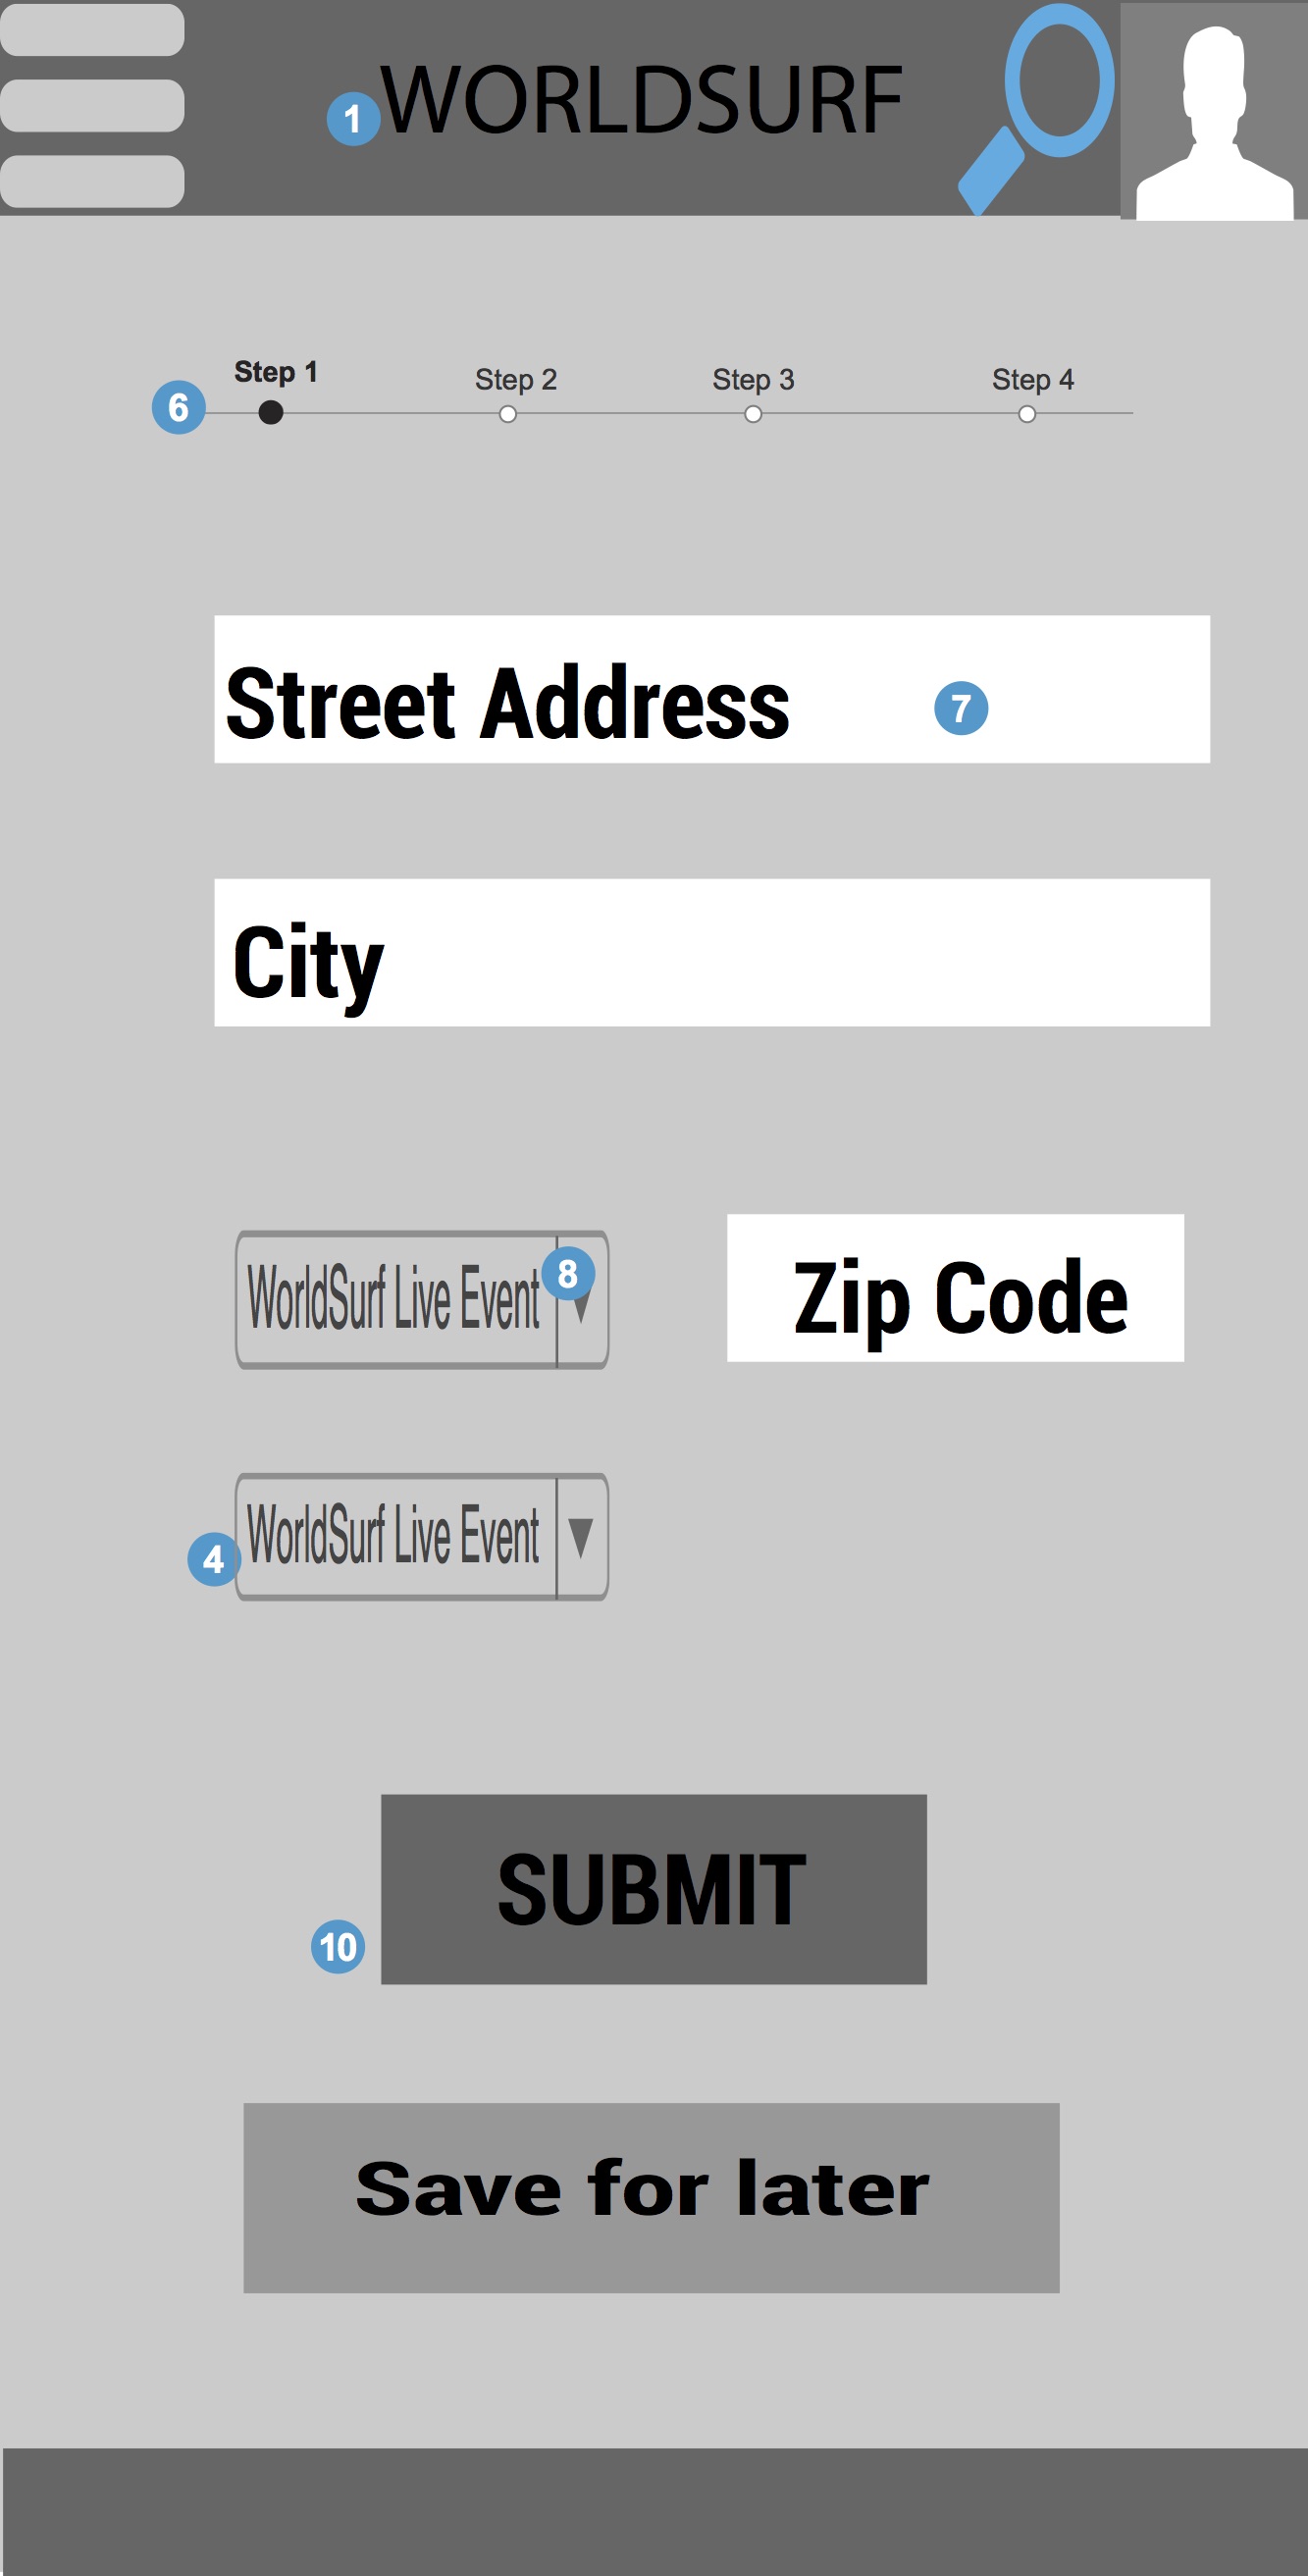 1 WORLDSURF
Step 1 Step 2 Step 3 Step 4
6
Street Address 7
City
WorldSurf Live Event 8 Zip Code
4 WorldSurf Live Event
SUBMIT
10
Save for later